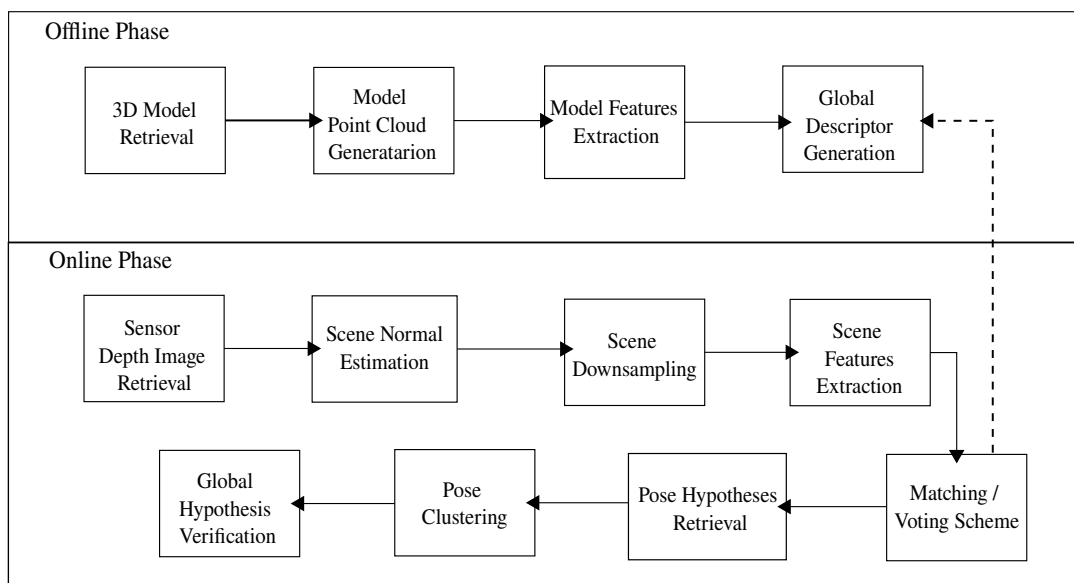 Offline Phase
3D Model
Retrieval
Model
Point Cloud
Generatarion
Model Features
Extraction
Global
Descriptor
Generation
Online Phase
Sensor
Depth Image
Retrieval
Scene Normal
Estimation
Scene
Downsampling
Scene
Features
Extraction
Global
Hypothesis
Verification
Pose
Clustering
Pose Hypotheses
Retrieval
Matching /
Voting Scheme